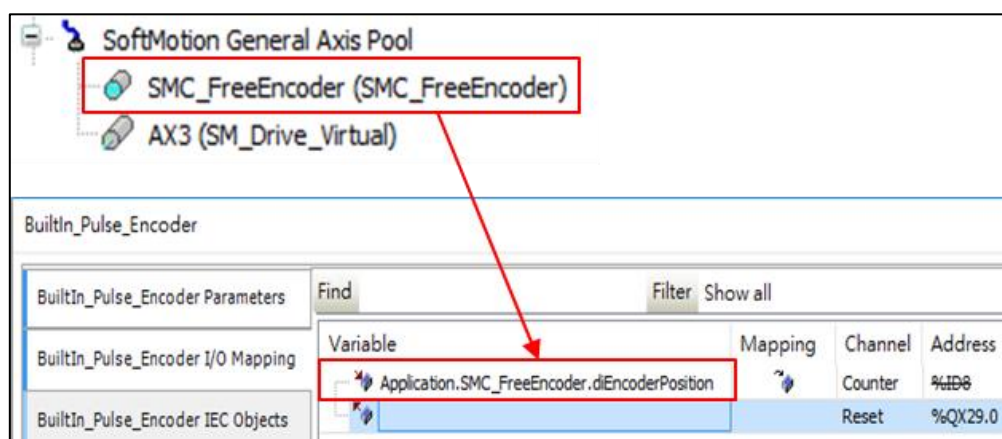 SoftMotion General Axis Pool
SMC_FreeEncoder (SMC_FreeEncoder)
AX3 (SM_Drive_Virtual)
BuiltIn_Pulse_Encoder
BuiltIn_Pulse_Encoder Parameters
Find Filter Show all
Variable Mapping Channel Address
BuiltIn_Pulse_Encoder I/O Mapping
Application.SMC_FreeEncoder.diEncoderPosition Counter %ID8
BuiltIn_Pulse_Encoder IEC Objects
Reset %QX29.0